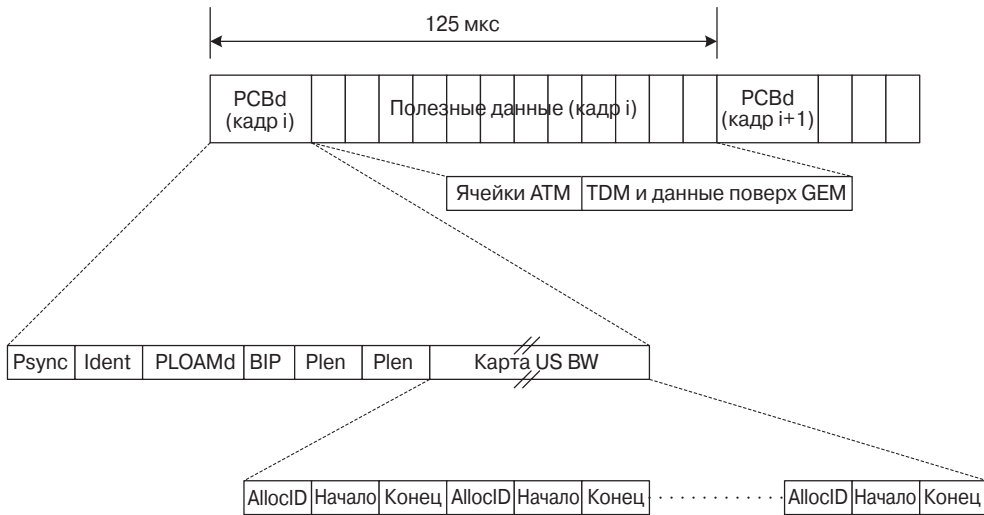 125 мкс
PCBd
(кадр i)
Полезные данные (кадр i)
PCBd
(кадр i+1)
Ячейки ATM
TDM и данные поверх GEM
Psync
Ident
PLOAMd
BIP
Plen
Plen
Карта US BW
AllocID
Начало
Конец
AllocID
Начало
Конец
AllocID
Начало
Конец